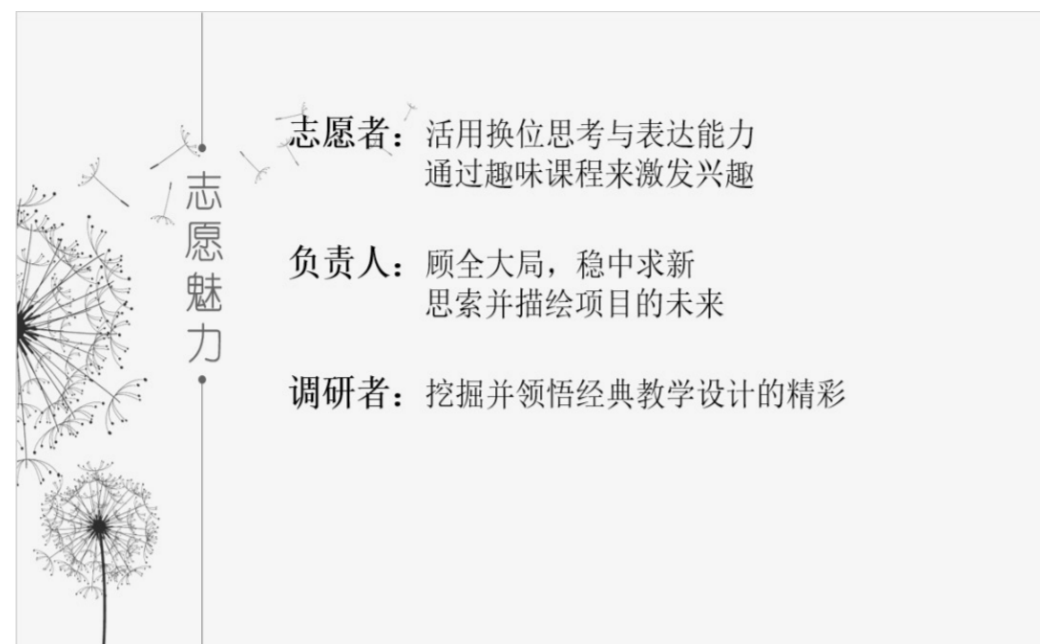 志愿魅力
志愿者：活用换位思考与表达能力
通过趣味课程来激发兴趣
负责人：顾全大局，稳中求新
思索并描绘项目的未来
调研者：挖掘并领悟经典教学设计的精彩